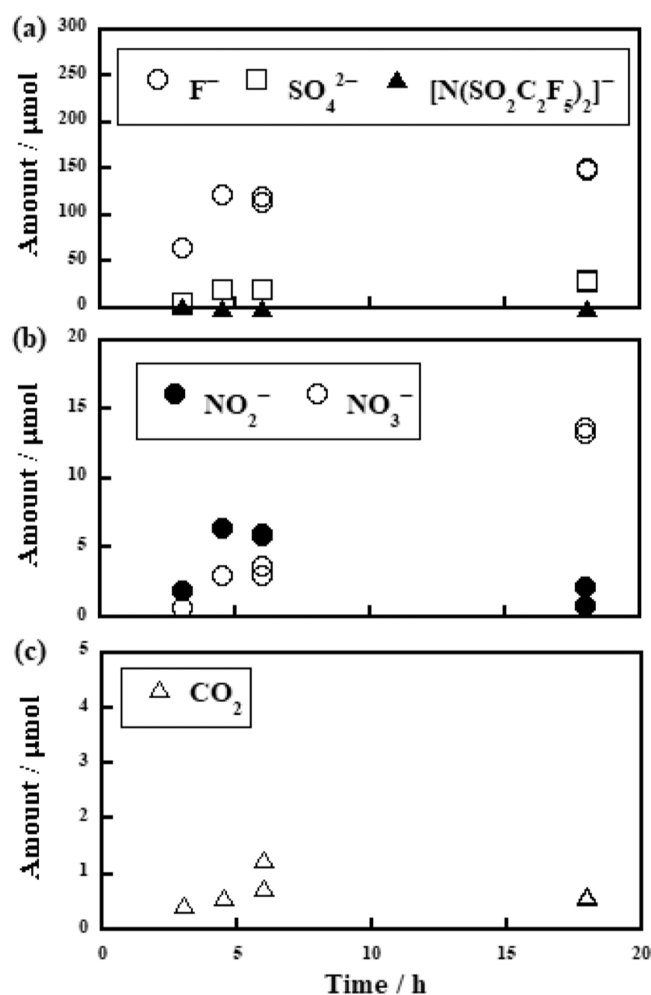 (a)
300
250
200
150
100
50
0
Amount / μmol
F⁻ SO₄²⁻ [N(SO₂C₂F₅)₂]⁻
(b)
20
15
10
5
0
Amount / μmol
NO₂⁻ NO₃⁻
(c)
5
4
3
2
1
0
Amount / μmol
CO₂
0 5 10 15 20
Time / h